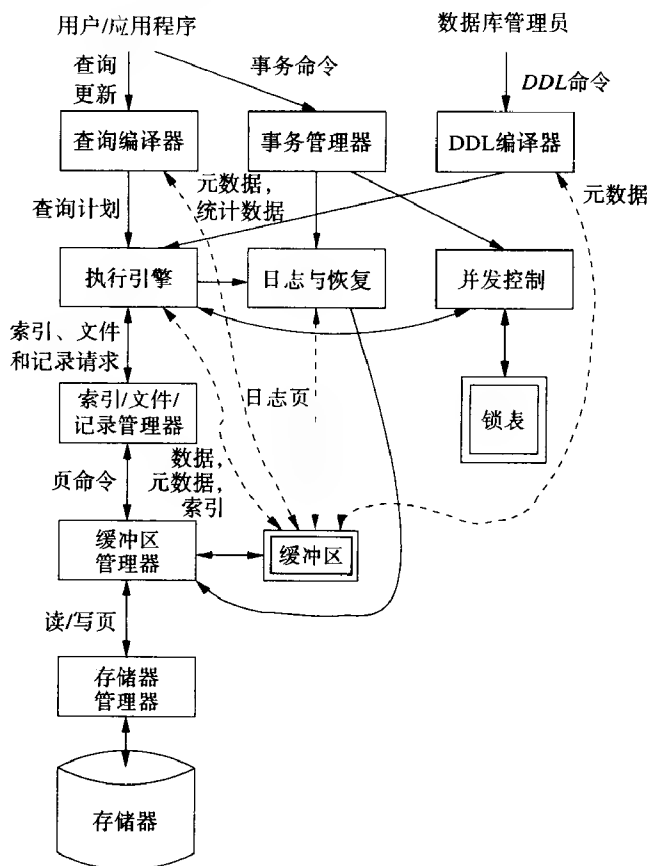 用户/应用程序
数据库管理员
查询
更新
事务命令
DDL命令
查询编译器
事务管理器
DDL编译器
元数据，
统计数据
元数据
查询计划
执行引擎
日志与恢复
并发控制
索引、文件
和记录请求
索引/文件/
记录管理器
日志页
锁表
数据，
元数据，
索引
页命令
缓冲区
管理器
缓冲区
读/写页
存储器
管理器
存储器